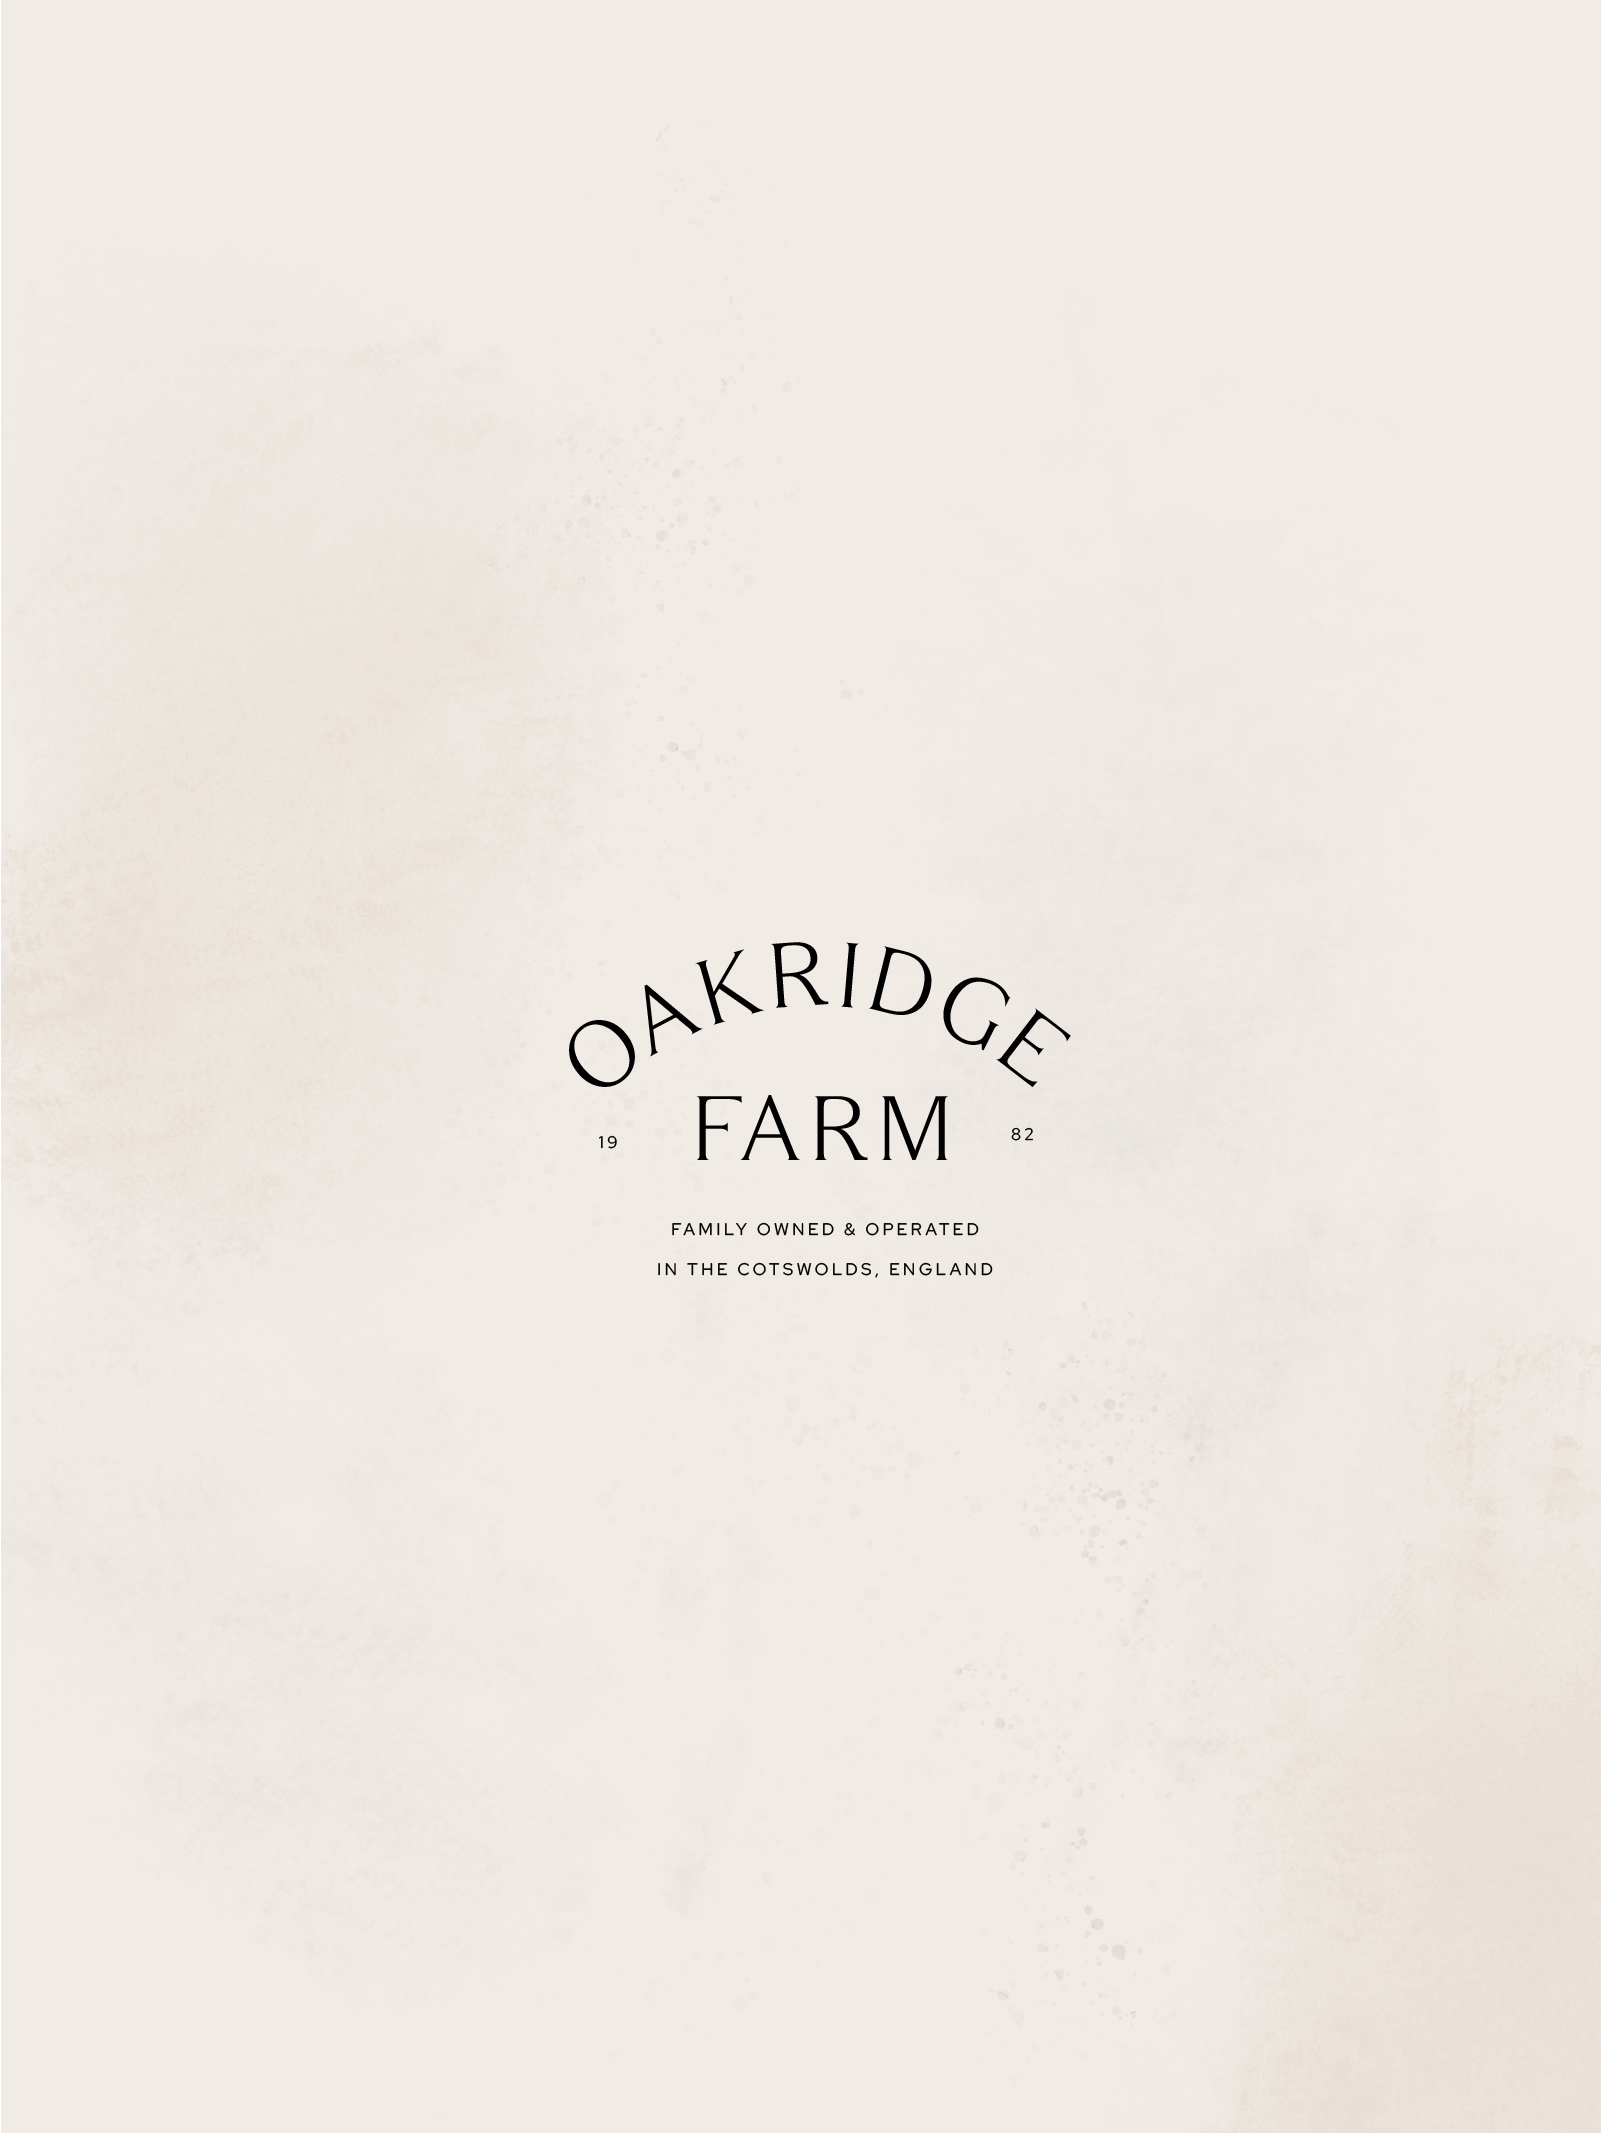 OAKRIDGE
19 FARM 82
FAMILY OWNED & OPERATED
IN THE COTSWOLDS, ENGLAND